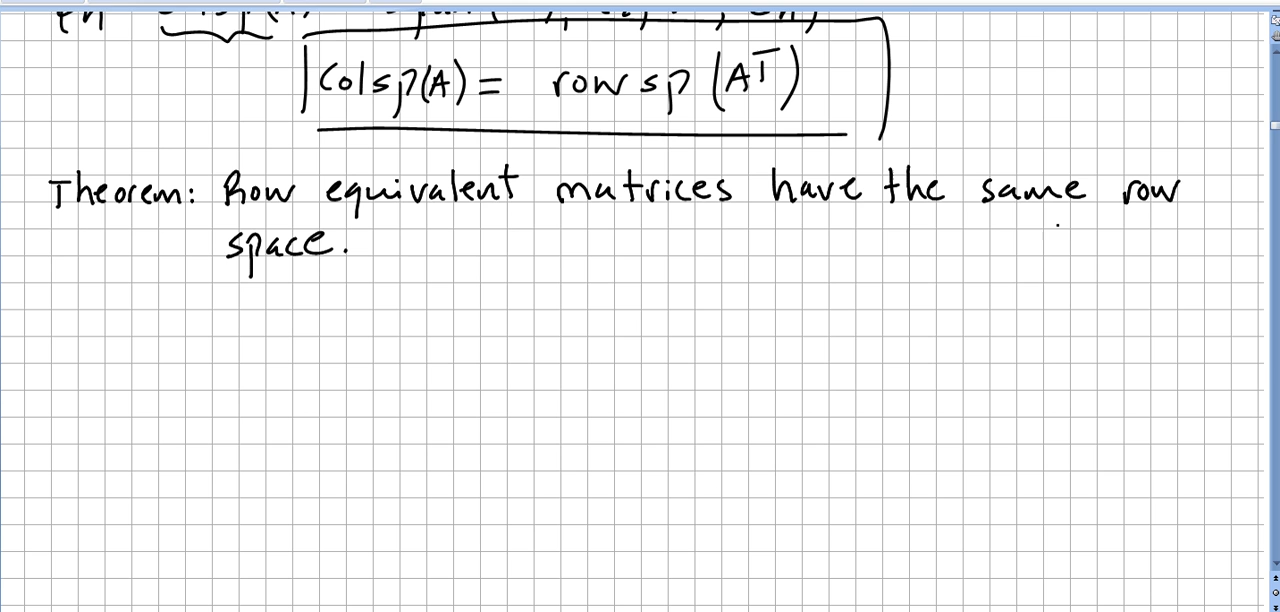 Colsp(A) = row sp (Aᵀ)
Theorem: Row equivalent matrices have the same row
space.